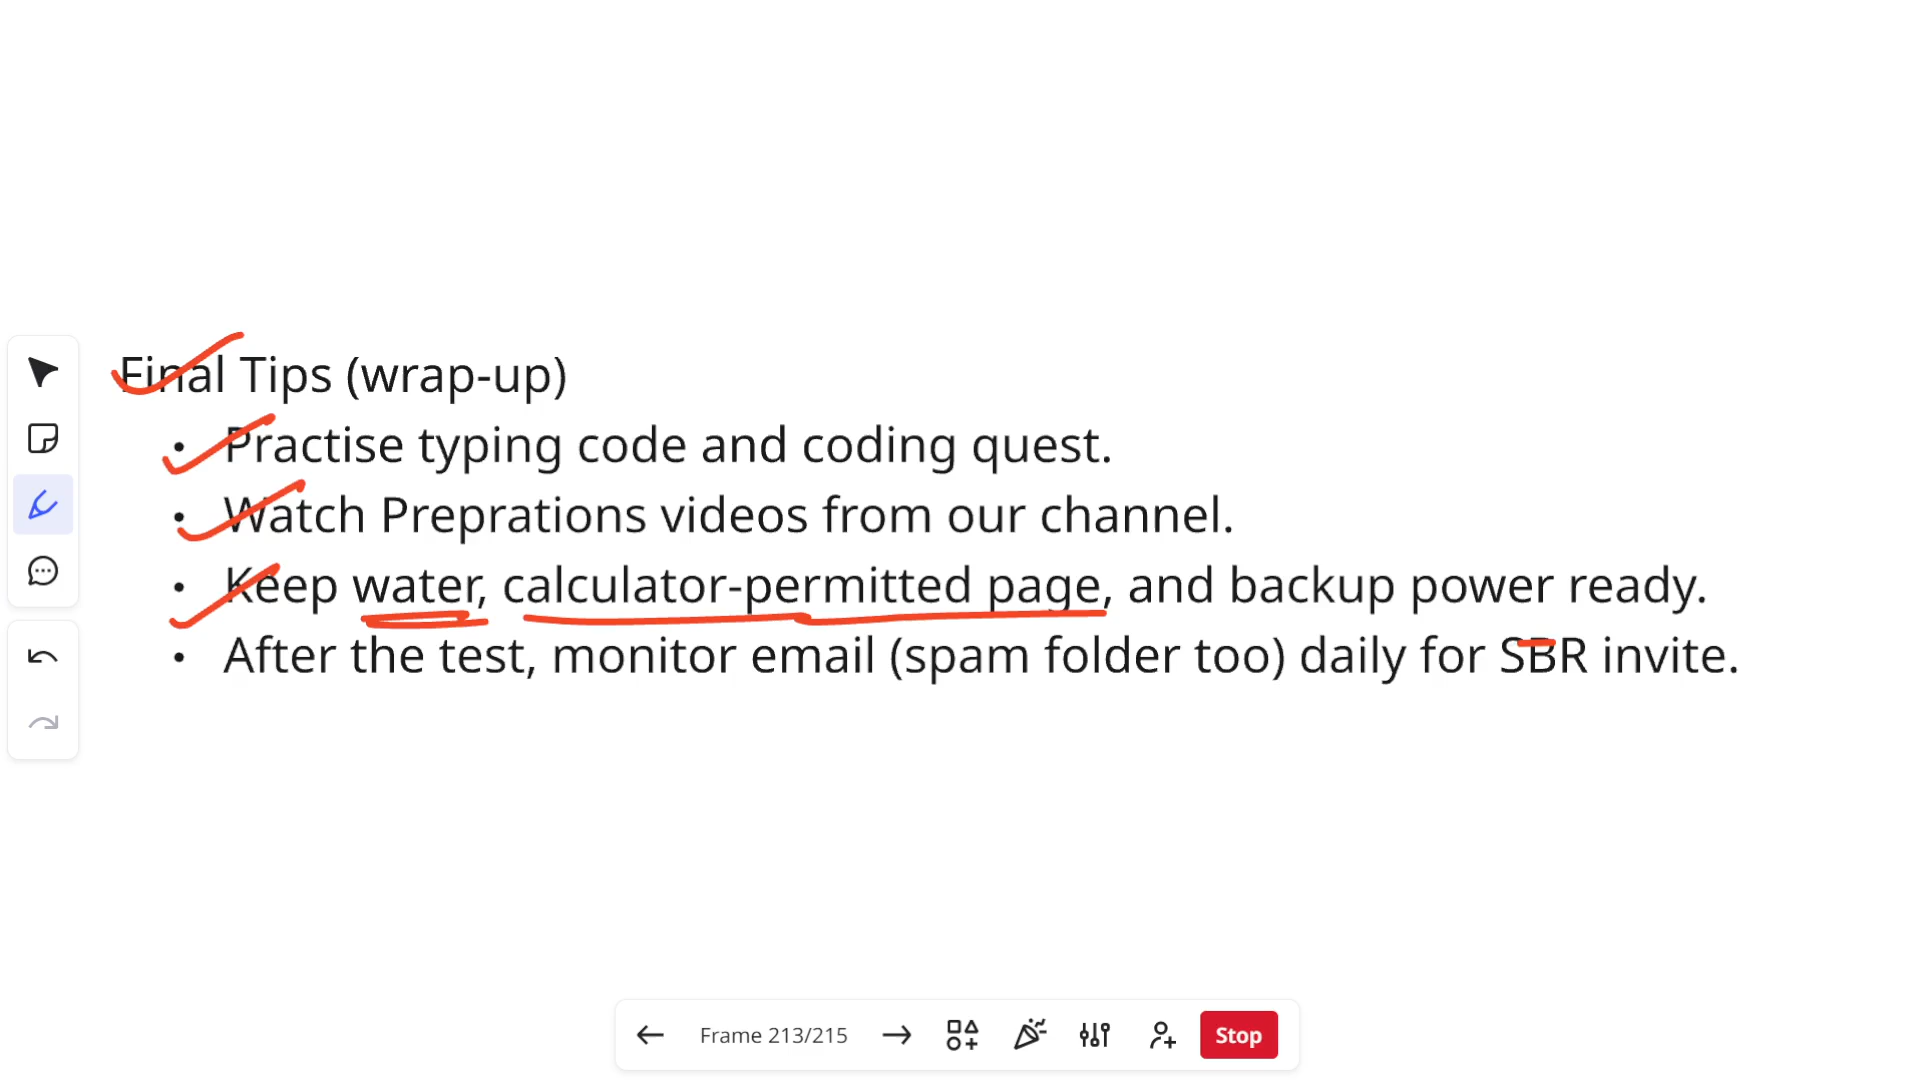 Final Tips (wrap-up)
• Practise typing code and coding quest.
• Watch Preprations videos from our channel.
• Keep water, calculator-permitted page, and backup power ready.
• After the test, monitor email (spam folder too) daily for SBR invite.
Frame 213/215
Stop